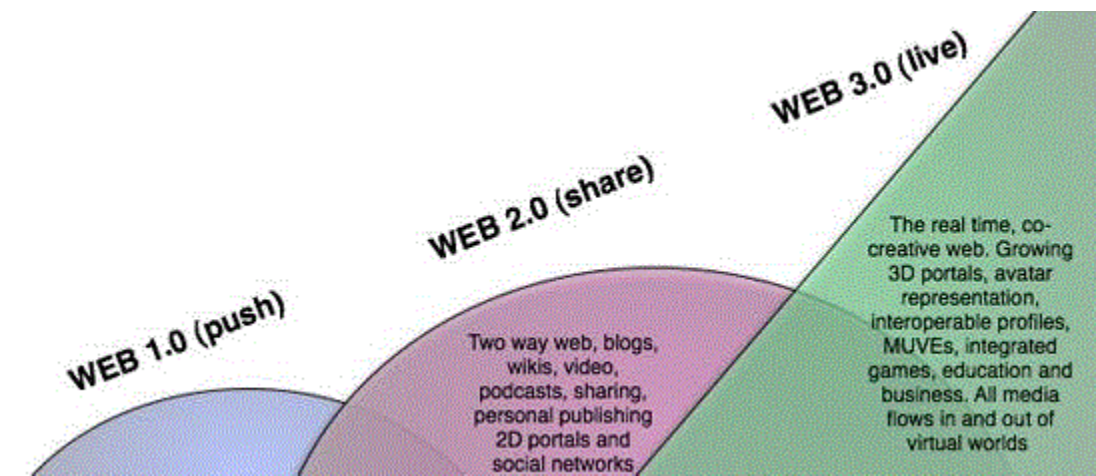 WEB 1.0 (push)
WEB 2.0 (share)
WEB 3.0 (live)
Two way web, blogs,
wikis, video,
podcasts, sharing,
personal publishing
2D portals and
social networks
The real time, co-
creative web. Growing
3D portals, avatar
representation,
interoperable profiles,
MUVEs, integrated
games, education and
business. All media
flows in and out of
virtual worlds